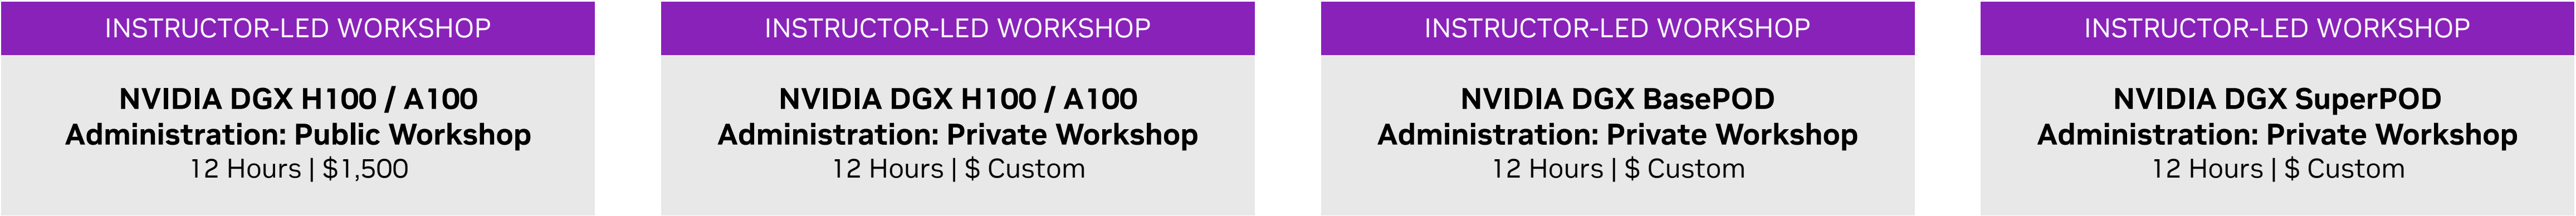 INSTRUCTOR-LED WORKSHOP
NVIDIA DGX H100 / A100
Administration: Public Workshop
12 Hours | $1,500
INSTRUCTOR-LED WORKSHOP
NVIDIA DGX H100 / A100
Administration: Private Workshop
12 Hours | $ Custom
INSTRUCTOR-LED WORKSHOP
NVIDIA DGX BasePOD
Administration: Private Workshop
12 Hours | $ Custom
INSTRUCTOR-LED WORKSHOP
NVIDIA DGX SuperPOD
Administration: Private Workshop
12 Hours | $ Custom